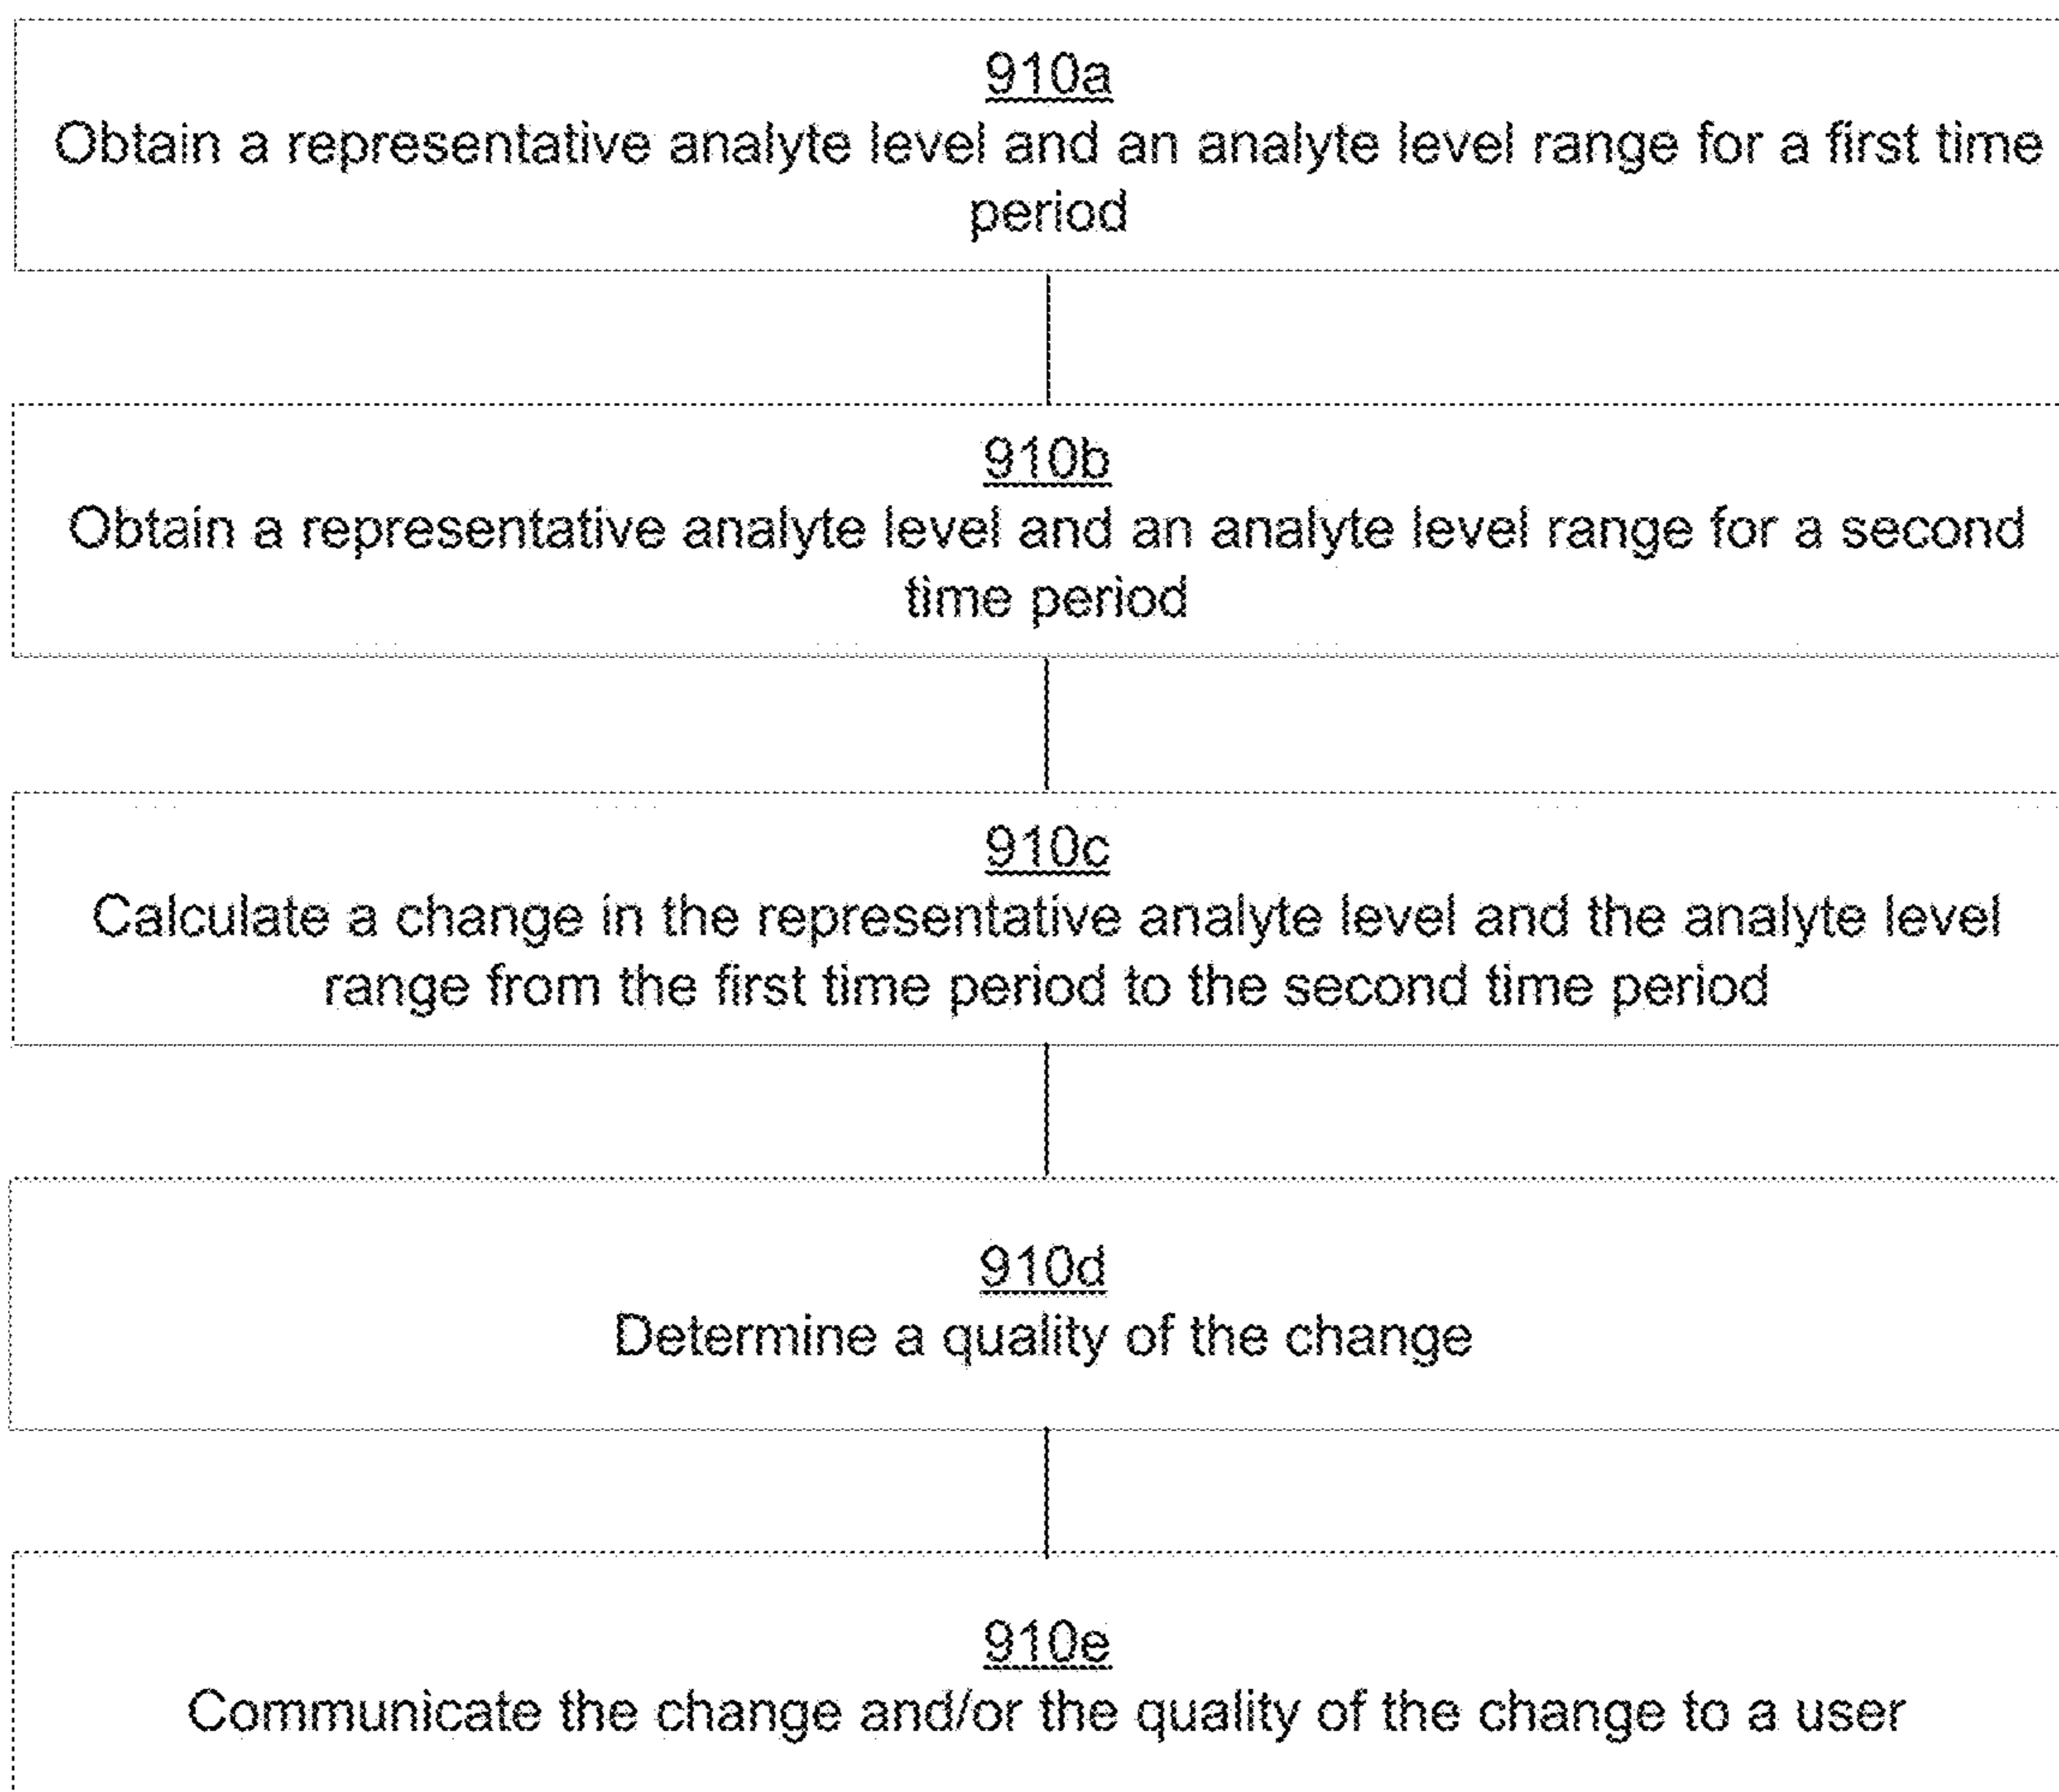 910a
Obtain a representative analyte level and an analyte level range for a first time
period
910b
Obtain a representative analyte level and an analyte level range for a second
time period
910c
Calculate a change in the representative analyte level and the analyte level
range from the first time period to the second time period
910d
Determine a quality of the change
910e
Communicate the change and/or the quality of the change to a user